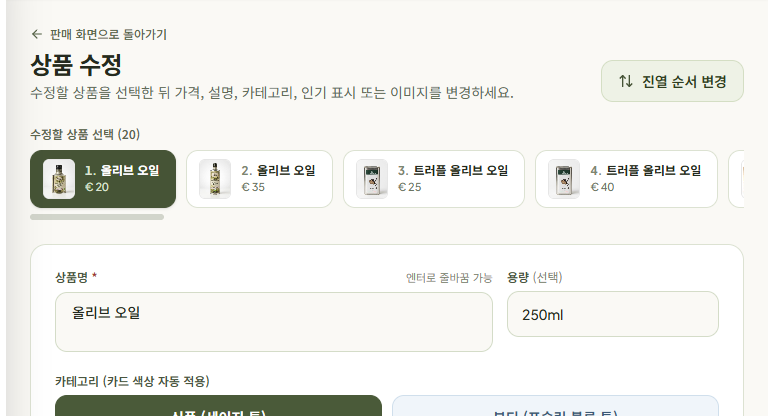 ← 판매 화면으로 돌아가기
상품 수정
수정할 상품을 선택한 뒤 가격, 설명, 카테고리, 인기 표시 또는 이미지를 변경하세요.
진열 순서 변경
수정할 상품 선택 (20)
1. 올리브 오일
€20
2. 올리브 오일
€35
3. 트러플 올리브 오일
€25
4. 트러플 올리브 오일
€40
상품명 *
엔터로 줄바꿈 가능
용량 (선택)
올리브 오일
250ml
카테고리 (카드 색상 자동 적용)